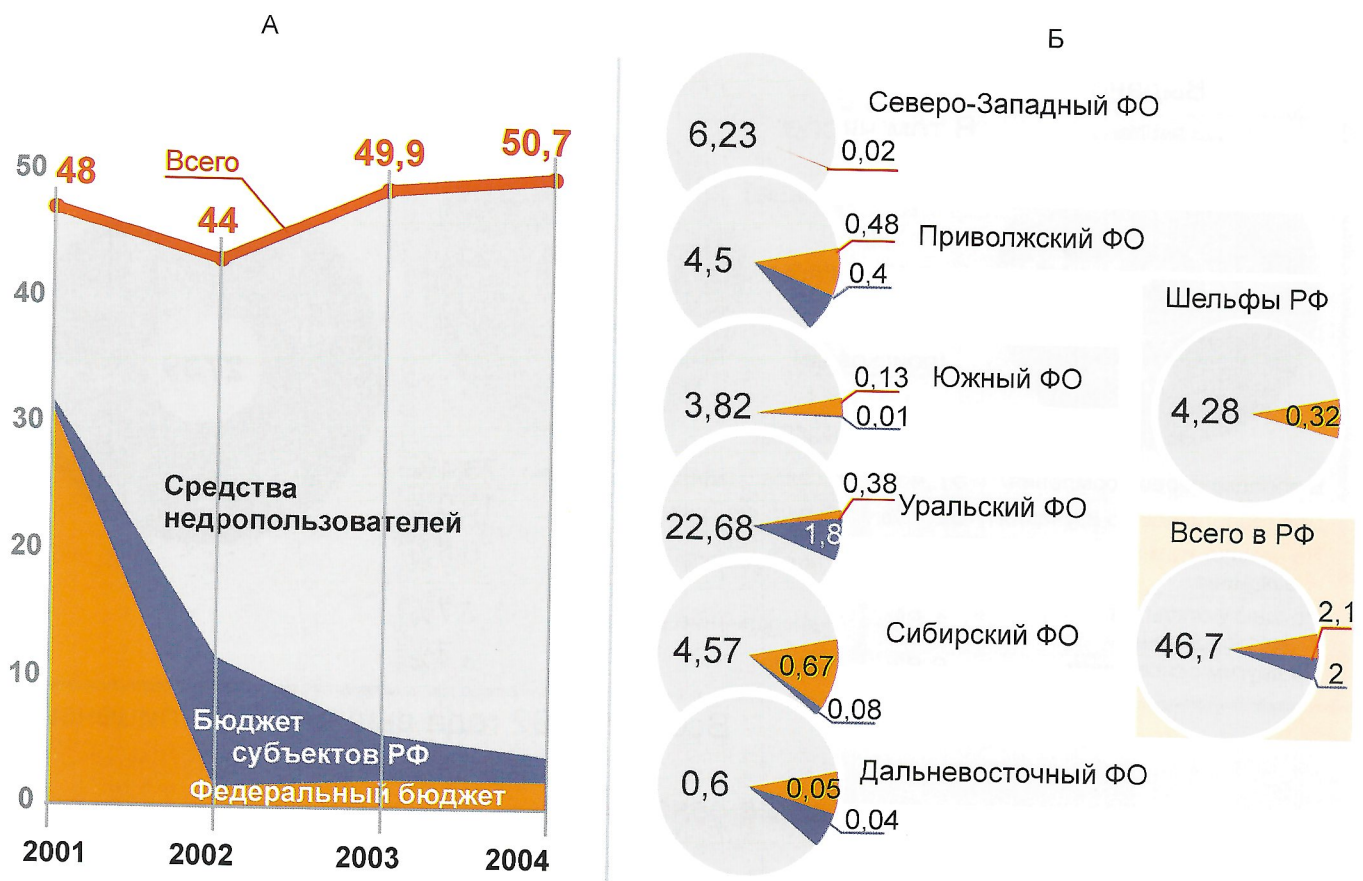 А
50
48
Всего
44
49,9
50,7
40
30
Средства
недропользователей
20
10
Бюджет
субъектов РФ
Федеральный бюджет
0
2001
2002
2003
2004
Б
Северо-Западный ФО
6,23
0,02
Приволжский ФО
4,5
0,48
0,4
Южный ФО
3,82
0,13
0,01
Уральский ФО
22,68
0,38
1,8
Сибирский ФО
4,57
0,67
0,08
Дальневосточный ФО
0,6
0,05
0,04
Шельфы РФ
4,28
0,32
Всего в РФ
46,7
2,1
2